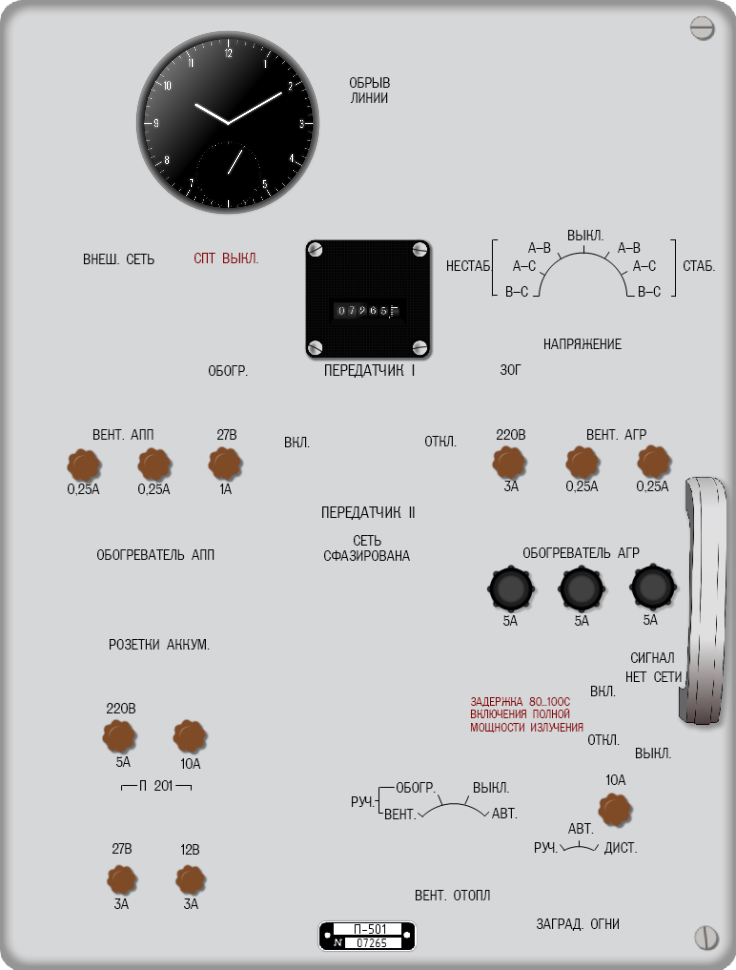 12
11
1
10
2
9
3
8
4
7
5
ОБРЫВ
ЛИНИИ
ВНЕШ. СЕТЬ
СПТ ВЫКЛ.
ВЫКЛ.
А–В
А–В
НЕСТАБ.
А–С
А–С
СТАБ.
В–С
В–С
07265
НАПРЯЖЕНИЕ
ОБОГР.
ПЕРЕДАТЧИК I
ЗОГ
ВЕНТ. АПП
27В
ВКЛ.
ОТКЛ.
220В
ВЕНТ. АГР
0,25А
0,25А
1А
3А
0,25А
0,25А
ПЕРЕДАТЧИК II
СЕТЬ
СФАЗИРОВАНА
ОБОГРЕВАТЕЛЬ АПП
ОБОГРЕВАТЕЛЬ АГР
5А
5А
5А
РОЗЕТКИ АККУМ.
СИГНАЛ
НЕТ СЕТИ
ВКЛ.
ЗАДЕРЖКА 80...100С
ВКЛЮЧЕНИЯ ПОЛНОЙ
МОЩНОСТИ ИЗЛУЧЕНИЯ
ОТКЛ.
ВЫКЛ.
220В
5А
10А
П 201
10А
РУЧ.
ОБОГР.
ВЫКЛ.
ВЕНТ.
АВТ.
АВТ.
РУЧ.
ДИСТ.
27В
12В
3А
3А
ВЕНТ. ОТОПЛ
ЗАГРАД. ОГНИ
П-501
N 07265